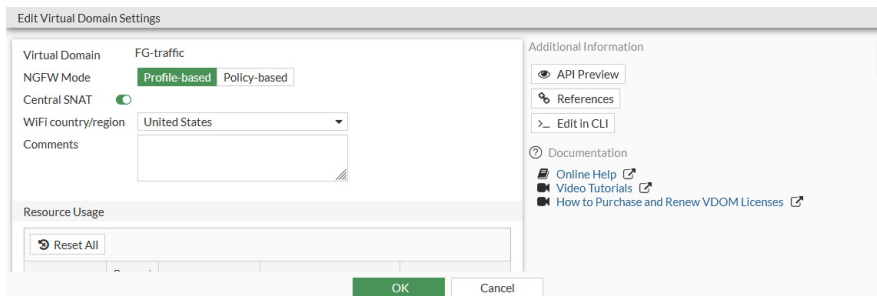 Edit Virtual Domain Settings
Virtual Domain FG-traffic
NGFW Mode Profile-based Policy-based
Central SNAT
WiFi country/region United States
Comments
Resource Usage
Reset All
Additional Information
API Preview
References
>_ Edit in CLI
Documentation
Online Help
Video Tutorials
How to Purchase and Renew VDOM Licenses
OK Cancel